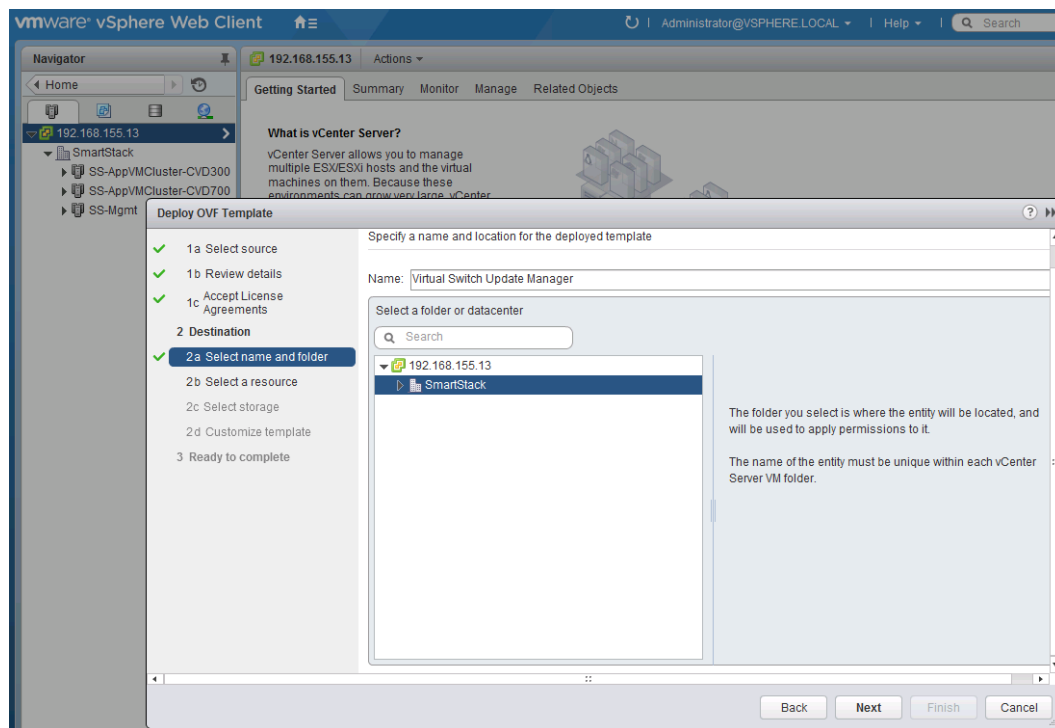 vmware® vSphere Web Client
Administrator@VSPHERE.LOCAL
Help
Search
Navigator
192.168.155.13
Actions
Home
Getting Started
Summary
Monitor
Manage
Related Objects
192.168.155.13
SmartStack
SS-AppVMCluster-CVD300
SS-AppVMCluster-CVD700
SS-Mgmt
What is vCenter Server?
vCenter Server allows you to manage
multiple ESX/ESXi hosts and the virtual
machines on them. Because these
environments can grow very large, vCenter
Deploy OVF Template
1a Select source
1b Review details
1c Accept License
Agreements
2 Destination
2a Select name and folder
2b Select a resource
2c Select storage
2d Customize template
3 Ready to complete
Specify a name and location for the deployed template
Name: Virtual Switch Update Manager
Select a folder or datacenter
Search
192.168.155.13
SmartStack
The folder you select is where the entity will be located, and
will be used to apply permissions to it.
The name of the entity must be unique within each vCenter
Server VM folder.
Back
Next
Finish
Cancel